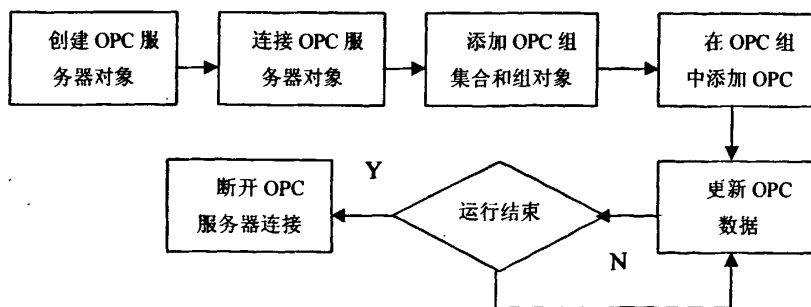 创建 OPC 服
务器对象
连接 OPC 服
务器对象
添加 OPC 组
集合和组对象
在 OPC 组
中添加 OPC
更新 OPC
数据
运行结束
N
Y
断开 OPC
服务器连接